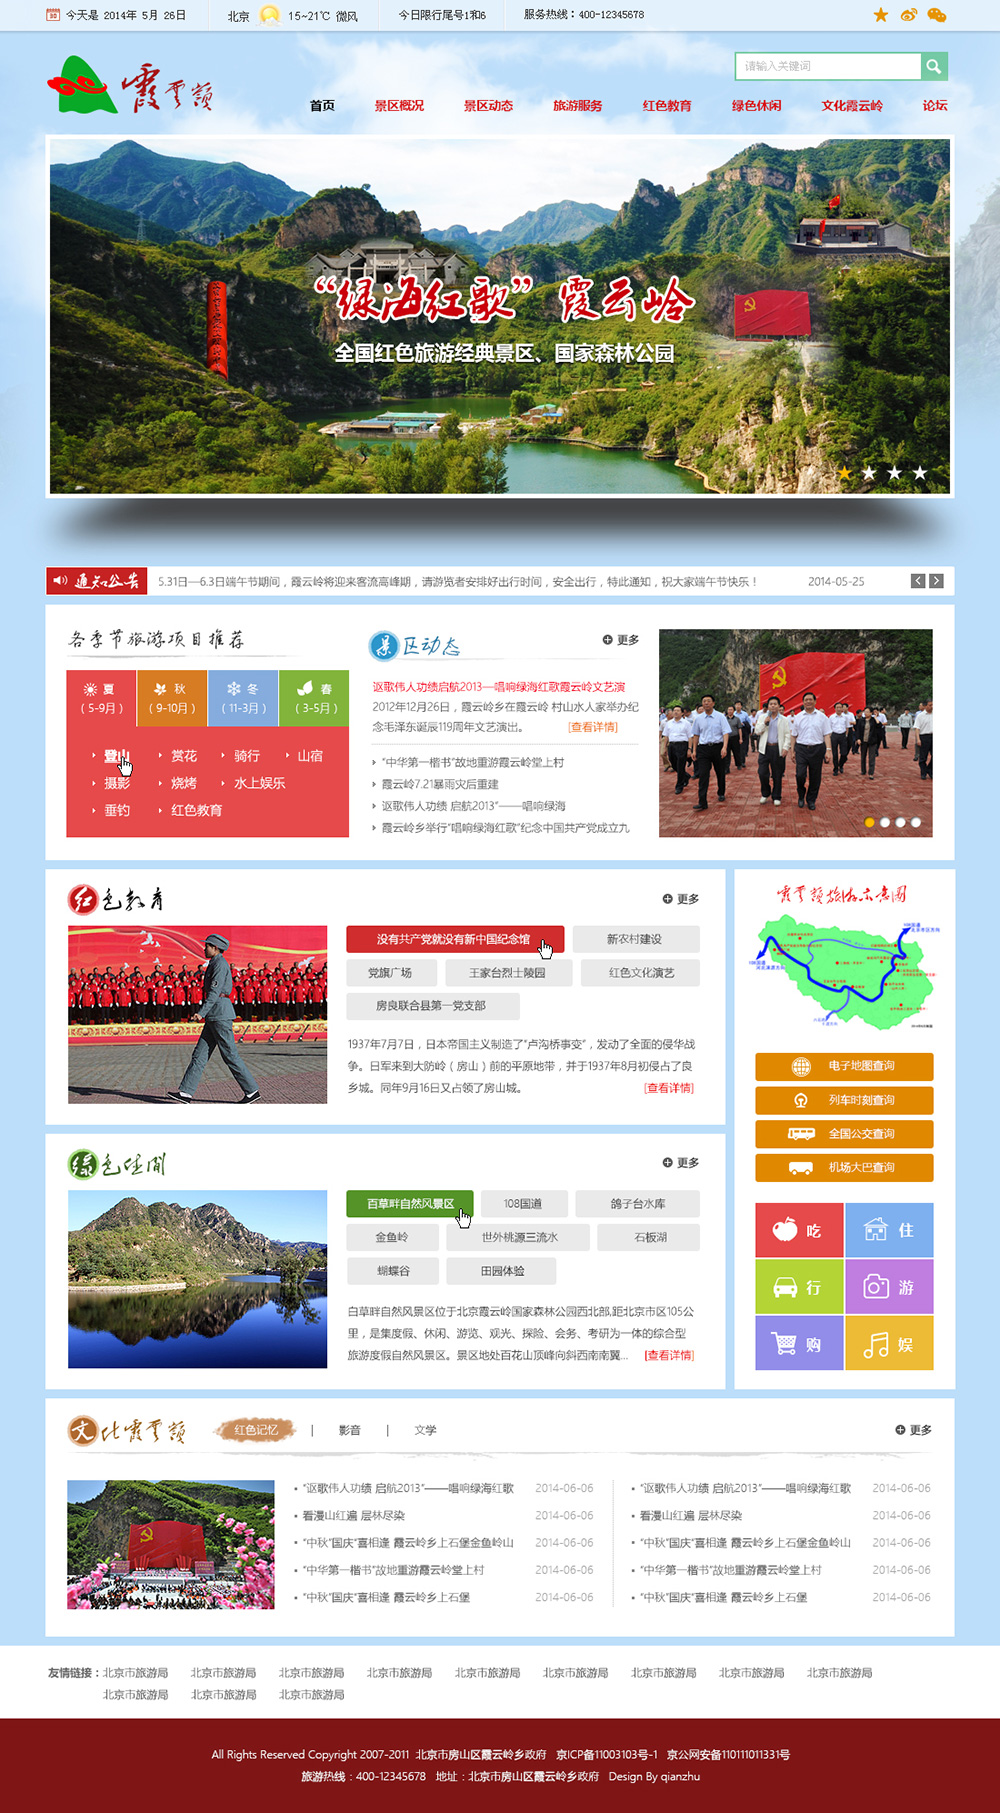 今天是 2014年 5月 26日
北京 15~21℃ 微风
今日限行尾号1和6
服务热线：400-12345678
霞云岭
请输入关键词
首页 景区概况 景区动态 旅游服务 红色教育 绿色休闲 文化霞云岭 论坛
“绿海红歌” 霞云岭
全国红色旅游经典景区、国家森林公园
通知公告 5.31日—6.3日端午节期间，霞云岭将迎来客流高峰期，请游览者安排好出行时间，安全出行，特此通知，祝大家端午节快乐！ 2014-05-25
各季节旅游项目推荐
夏 秋 冬 春
（5-9月） （9-10月） （11-3月） （3-5月）
登山 赏花 骑行 山宿
摄影 烧烤 水上娱乐
垂钓 红色教育
景区动态 更多
讴歌伟人功绩启航2013—唱响绿海红歌霞云岭文艺演
2012年12月26日，霞云岭乡在霞云岭 村山水人家举办纪
念毛泽东诞辰119周年文艺演出。 [查看详情]
“中华第一楷书”故地重游霞云岭堂上村
霞云岭7.21暴雨灾后重建
讴歌伟人功绩 启航2013”——唱响绿海
霞云岭乡举行“唱响绿海红歌”纪念中国共产党成立九
红色教育 更多
没有共产党就没有新中国纪念馆 新农村建设
党旗广场 王家台烈士陵园 红色文化演艺
房良联合县第一党支部
1937年7月7日，日本帝国主义制造了“卢沟桥事变”，发动了全面的侵华战
争。日军来到大防岭（房山）前的平原地带，并于1937年8月初侵占了良
乡城。同年9月16日又占领了房山城。 [查看详情]
霞云岭旅游示意图
电子地图查询
列车时刻查询
全国公交查询
机场大巴查询
吃 住
行 游
购 娱
绿色休闲 更多
百草畔自然风景区 108国道 鸽子台水库
金鱼岭 世外桃源三流水 石板湖
蝴蝶谷 田园体验
白草畔自然风景区位于北京霞云岭国家森林公园西北部,距北京市区105公
里，是集度假、休闲、游览、观光、探险、会务、考研为一体的综合型
旅游度假自然风景区。景区地处百花山顶峰向斜西南南翼... [查看详情]
文化霞云岭 红色记忆 | 影音 | 文学 更多
“讴歌伟人功绩 启航2013”——唱响绿海红歌 2014-06-06
看漫山红遍 层林尽染 2014-06-06
“中秋”国庆“喜相逢 霞云岭乡上石堡金鱼岭山 2014-06-06
“中华第一楷书”故地重游霞云岭堂上村 2014-06-06
“中秋”国庆“喜相逢 霞云岭乡上石堡 2014-06-06
“讴歌伟人功绩 启航2013”——唱响绿海红歌 2014-06-06
看漫山红遍 层林尽染 2014-06-06
“中秋”国庆“喜相逢 霞云岭乡上石堡金鱼岭山 2014-06-06
“中华第一楷书”故地重游霞云岭堂上村 2014-06-06
“中秋”国庆“喜相逢 霞云岭乡上石堡 2014-06-06
友情链接：北京市旅游局 北京市旅游局 北京市旅游局 北京市旅游局 北京市旅游局 北京市旅游局 北京市旅游局 北京市旅游局 北京市旅游局
北京市旅游局 北京市旅游局 北京市旅游局
All Rights Reserved Copyright 2007-2011 北京市房山区霞云岭乡政府 京ICP备11003103号-1 京公网安备110111011331号
旅游热线：400-12345678 地址：北京市房山区霞云岭乡政府 Design By qianzhu